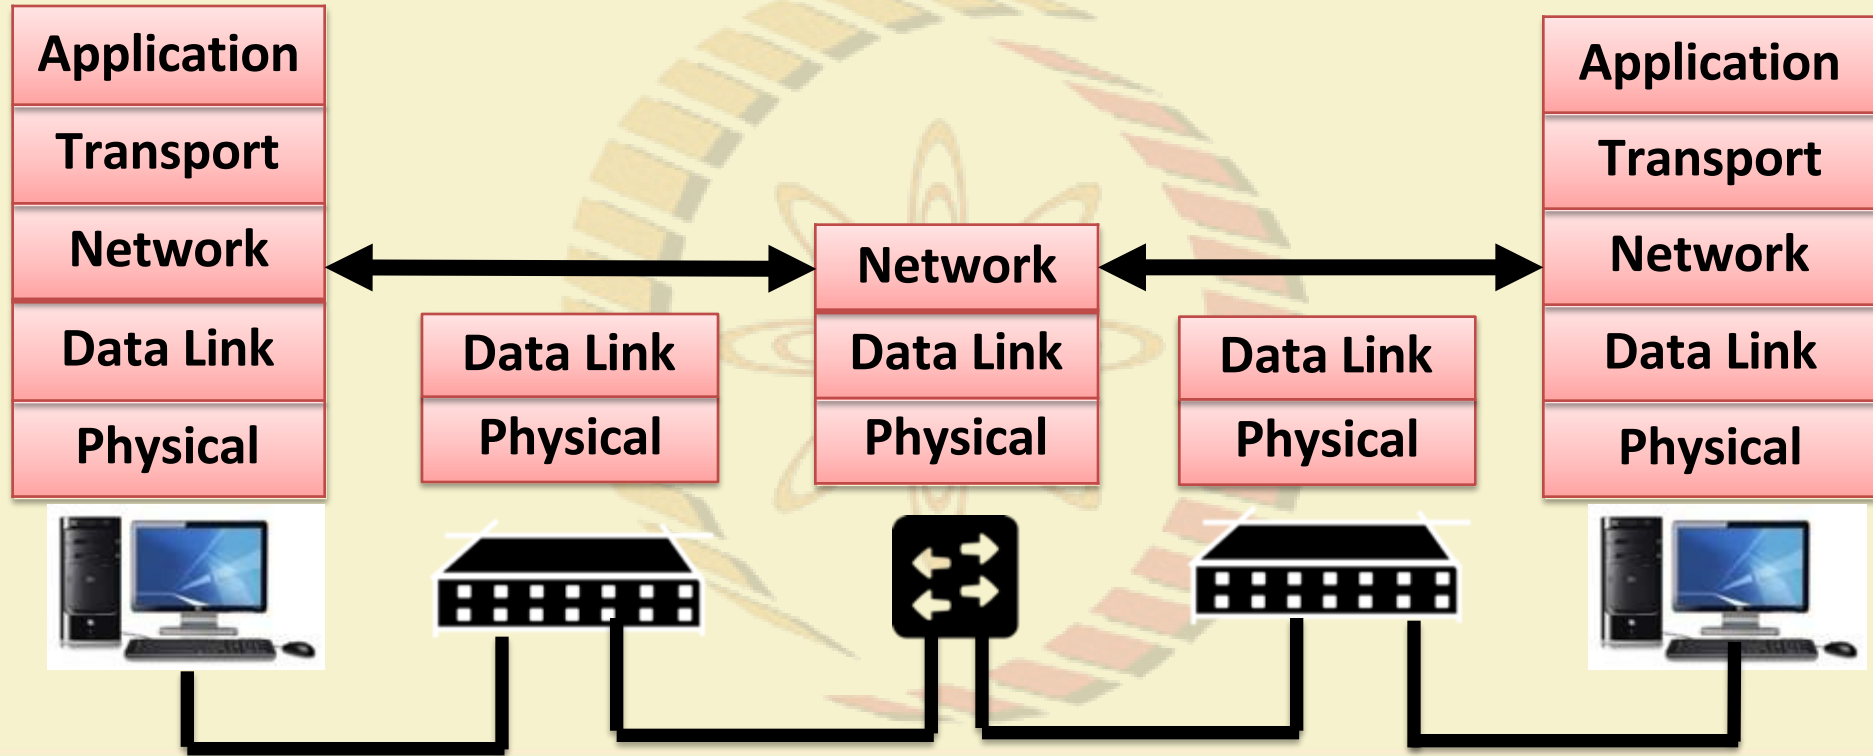 Application
Transport
Network
Data Link
Physical
Data Link
Physical
Network
Data Link
Physical
Data Link
Physical
Application
Transport
Network
Data Link
Physical